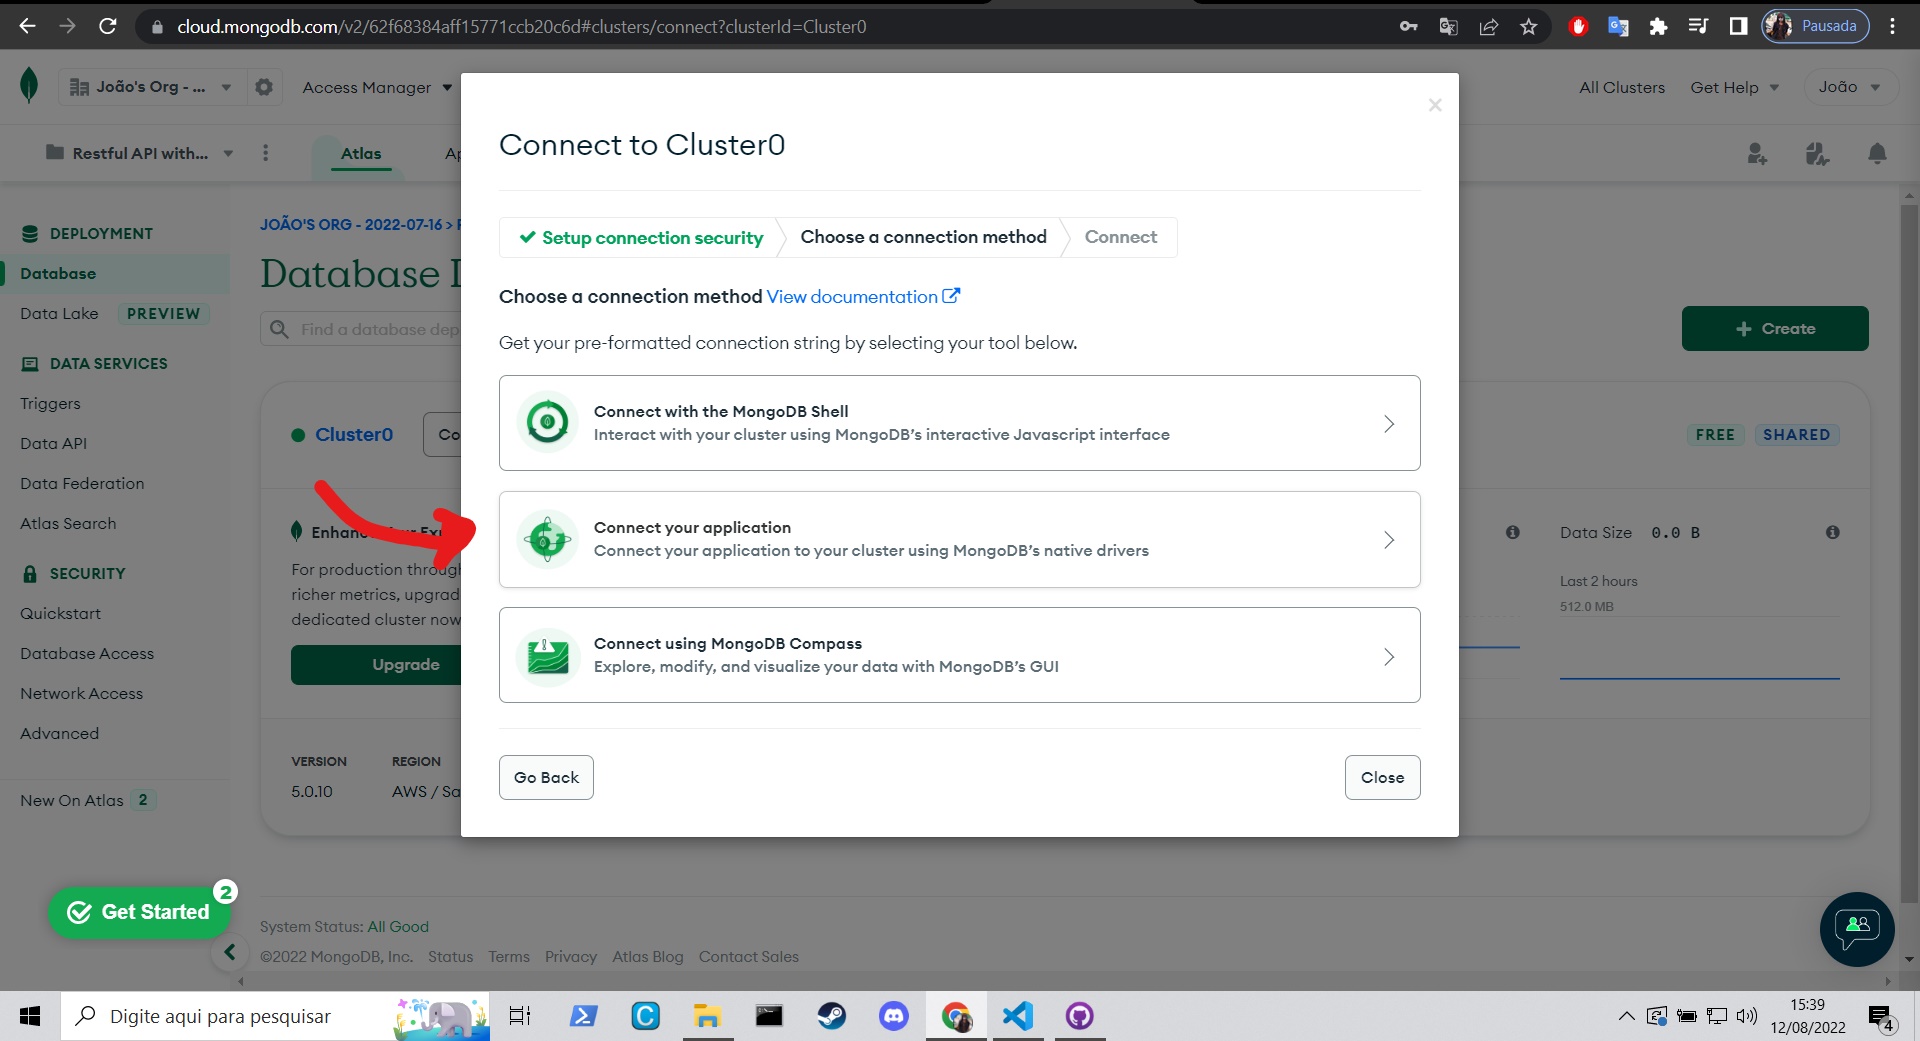 cloud.mongodb.com/v2/62f68384aff15771ccb20c6d#clusters/connect?clusterId=Cluster0
Pausada
João's Org - ...
Access Manager
All Clusters
Get Help
João
Restful API with...
Atlas
Connect to Cluster0
Setup connection security
Choose a connection method
Connect
Choose a connection method View documentation
Get your pre-formatted connection string by selecting your tool below.
Connect with the MongoDB Shell
Interact with your cluster using MongoDB's interactive Javascript interface
Connect your application
Connect your application to your cluster using MongoDB's native drivers
Connect using MongoDB Compass
Explore, modify, and visualize your data with MongoDB's GUI
Go Back
Close
DEPLOYMENT
Database
Data Lake PREVIEW
DATA SERVICES
Triggers
Data API
Data Federation
Atlas Search
SECURITY
Quickstart
Database Access
Network Access
Advanced
New On Atlas 2
Get Started
2
JOÃO'S ORG - 2022-07-16 >
Database
Find a database dep
+ Create
Cluster0
Co
FREE
SHARED
For production throug
richer metrics, upgrad
dedicated cluster now
Upgrade
Data Size 0.0 B
Last 2 hours
512.0 MB
VERSION
5.0.10
REGION
AWS / Sa
System Status: All Good
©2022 MongoDB, Inc. Status Terms Privacy Atlas Blog Contact Sales
Digite aqui para pesquisar
15:39
12/08/2022
4